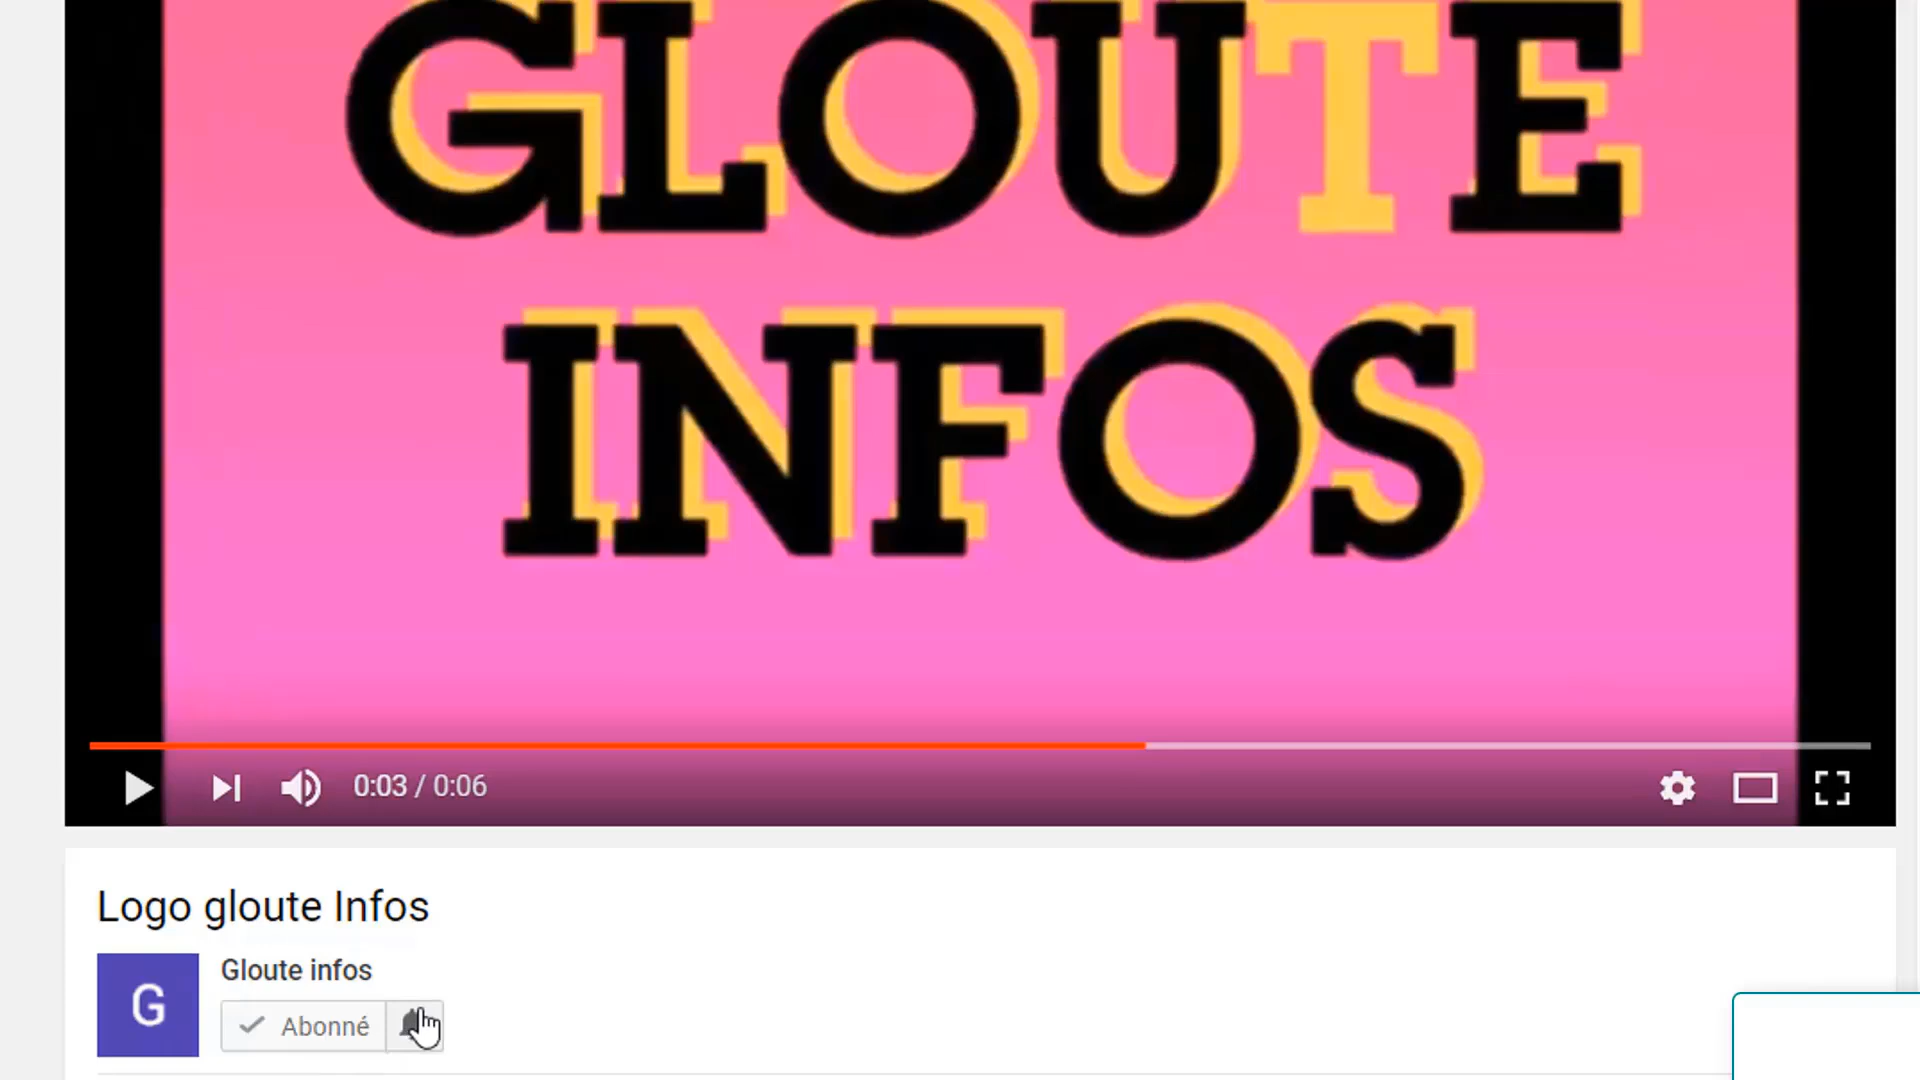 GLOUTE
INFOS
0:03 / 0:06
Logo gloute Infos
G
Gloute infos
Abonné